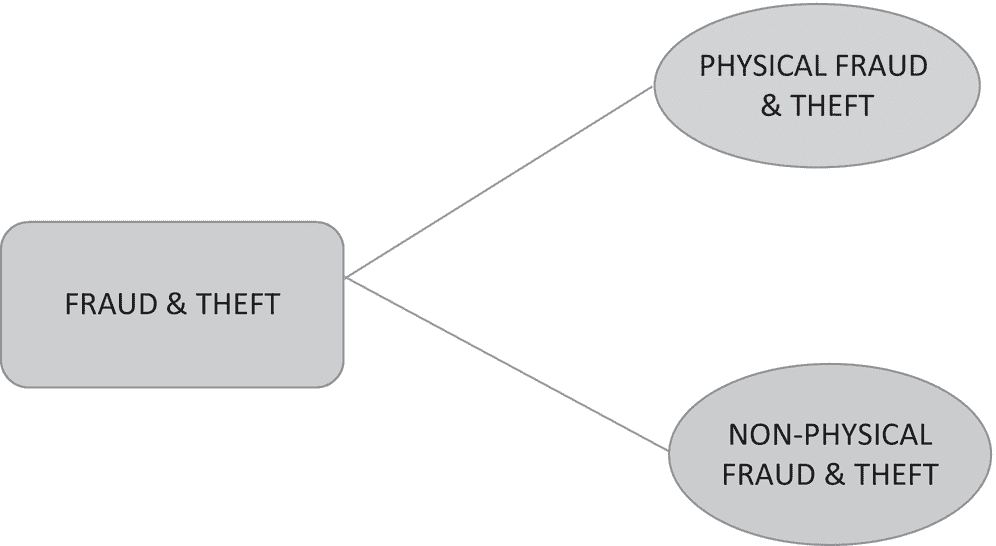 PHYSICAL FRAUD
& THEFT
FRAUD & THEFT
NON-PHYSICAL
FRAUD & THEFT